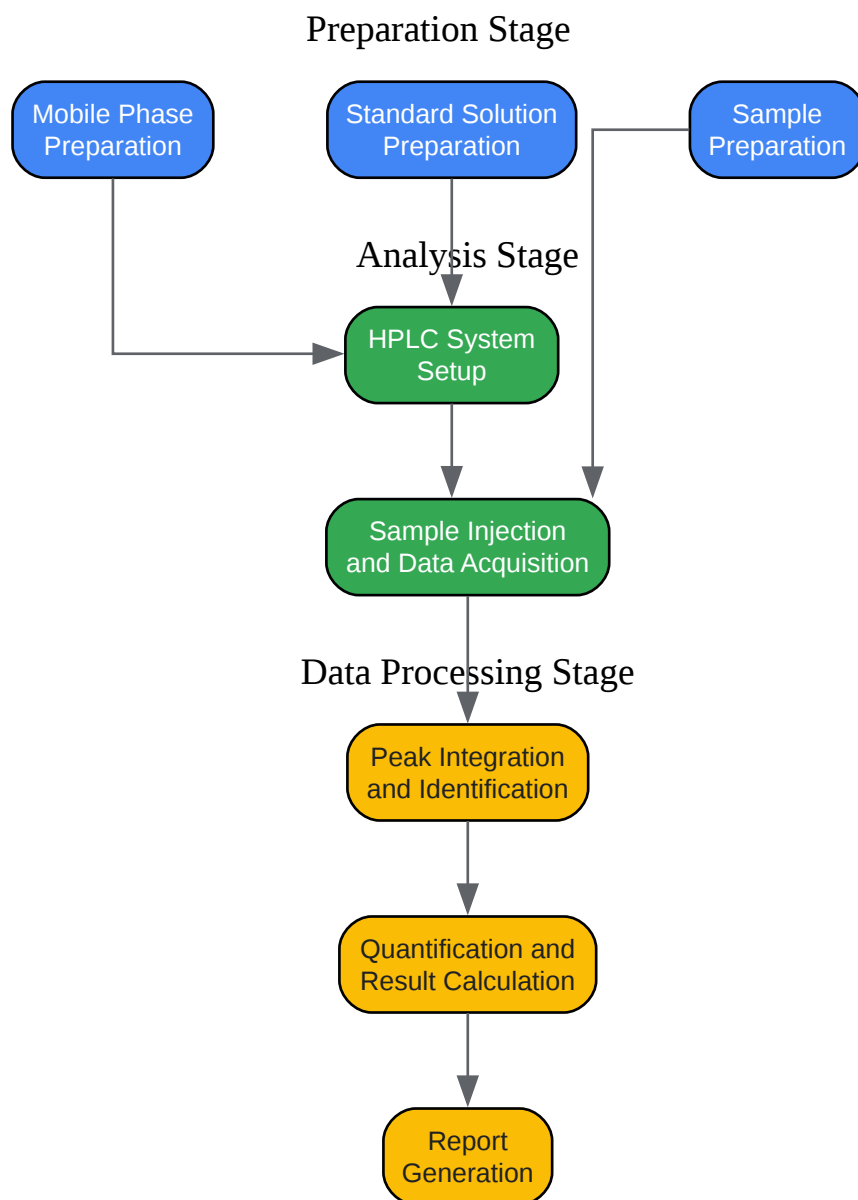 Preparation Stage
Mobile Phase
Preparation
Standard Solution
Preparation
Sample
Preparation
Analysis Stage
HPLC System
Setup
Sample Injection
and Data Acquisition
Data Processing Stage
Peak Integration
and Identification
Quantification and
Result Calculation
Report
Generation